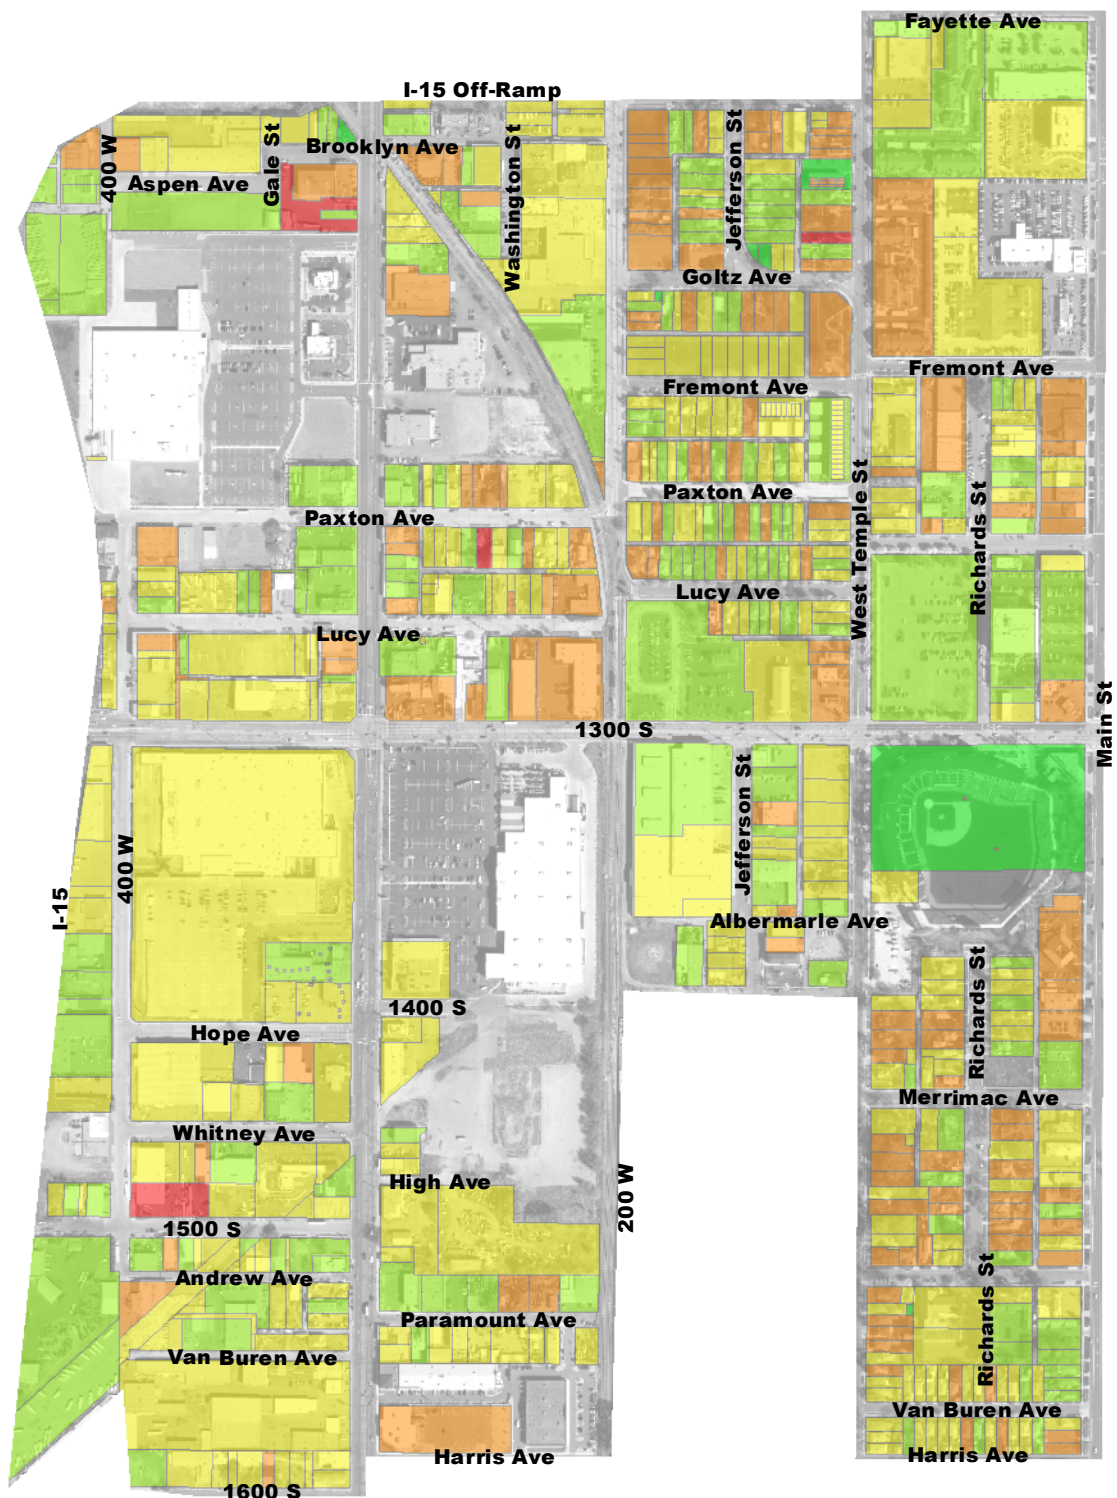 Fayette Ave
I-15 Off-Ramp
Brooklyn Ave
Gale St
400 W
Aspen Ave
Washington St
Jefferson St
Goltz Ave
Fremont Ave
Fremont Ave
Paxton Ave
Paxton Ave
West Temple St
Richards St
Lucy Ave
Lucy Ave
1300 S
Main St
Jefferson St
400 W
I-15
Albermarle Ave
1400 S
Hope Ave
Richards St
Merrimac Ave
Whitney Ave
High Ave
200 W
1500 S
Andrew Ave
Richards St
Paramount Ave
Van Buren Ave
Van Buren Ave
Harris Ave
Harris Ave
1600 S